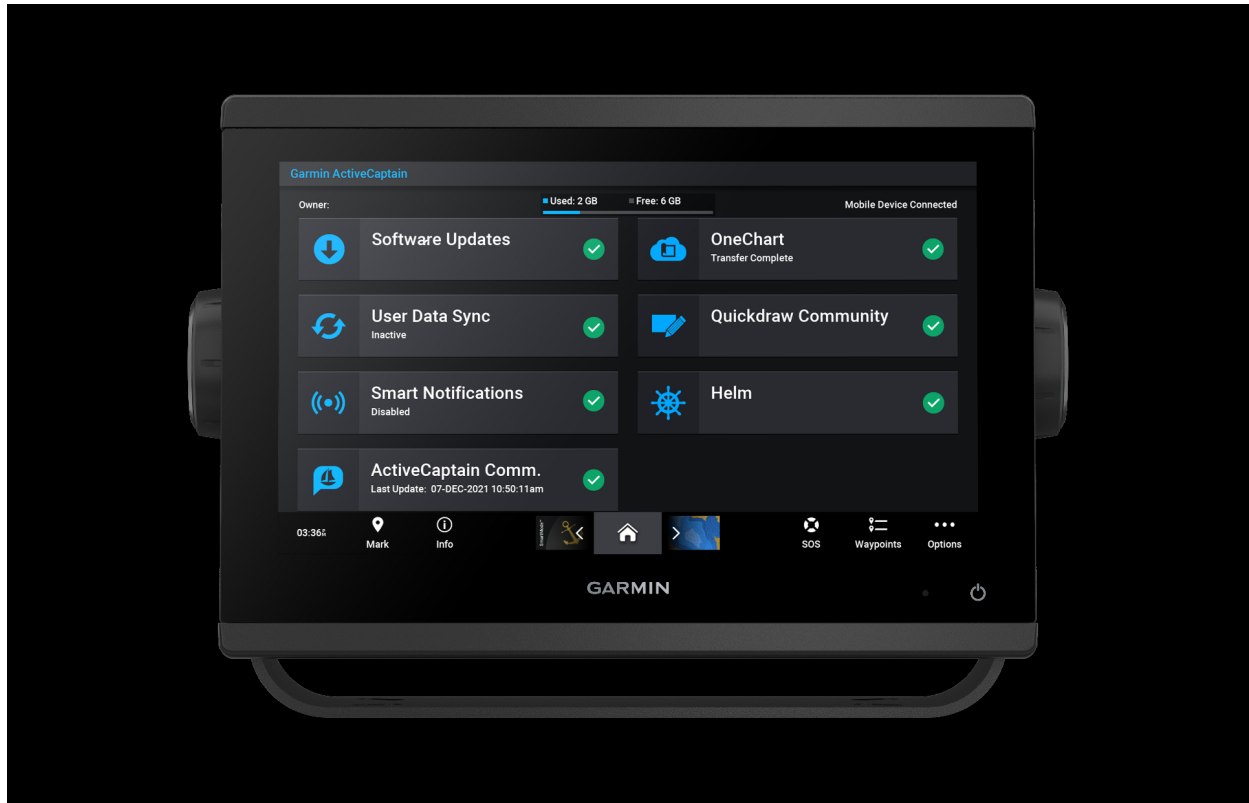 Garmin ActiveCaptain
Owner:
Used: 2 GB
Free: 6 GB
Mobile Device Connected
Software Updates
OneChart
Transfer Complete
User Data Sync
Inactive
Quickdraw Community
Smart Notifications
Disabled
Helm
ActiveCaptain Comm.
Last Update: 07-DEC-2021 10:50:11am
03:36
Mark
Info
SOS
Waypoints
Options
GARMIN